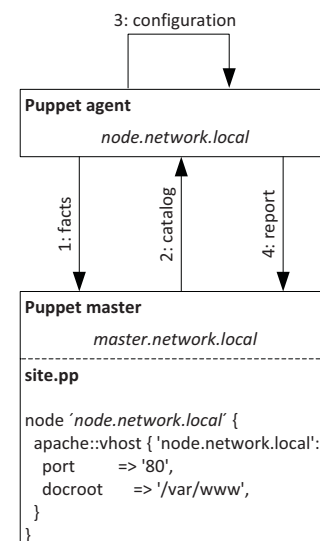 3: configuration
Puppet agent
node.network.local
1: facts
2: catalog
4: report
Puppet master
master.network.local
site.pp
node ´node.network.local´ {
apache::vhost { 'node.network.local':
port => '80',
docroot => '/var/www',
}
}